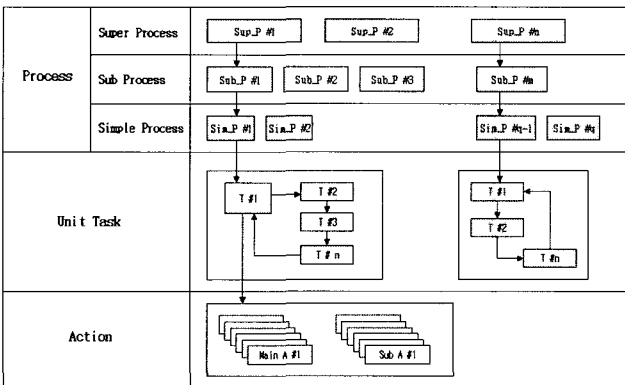 Process
Super Process
Sup_P #1
Sup_P #2
Sup_P #n
Sub Process
Sub_P #1
Sub_P #2
Sub_P #3
Sub_P #m
Simple Process
Sim_P #1
Sim_P #2
Sim_P #q-1
Sim_P #q
Unit Task
T #1
T #2
T #3
T # n
T #1
T #2
T #n
Action
Main A #1
Sub A #1